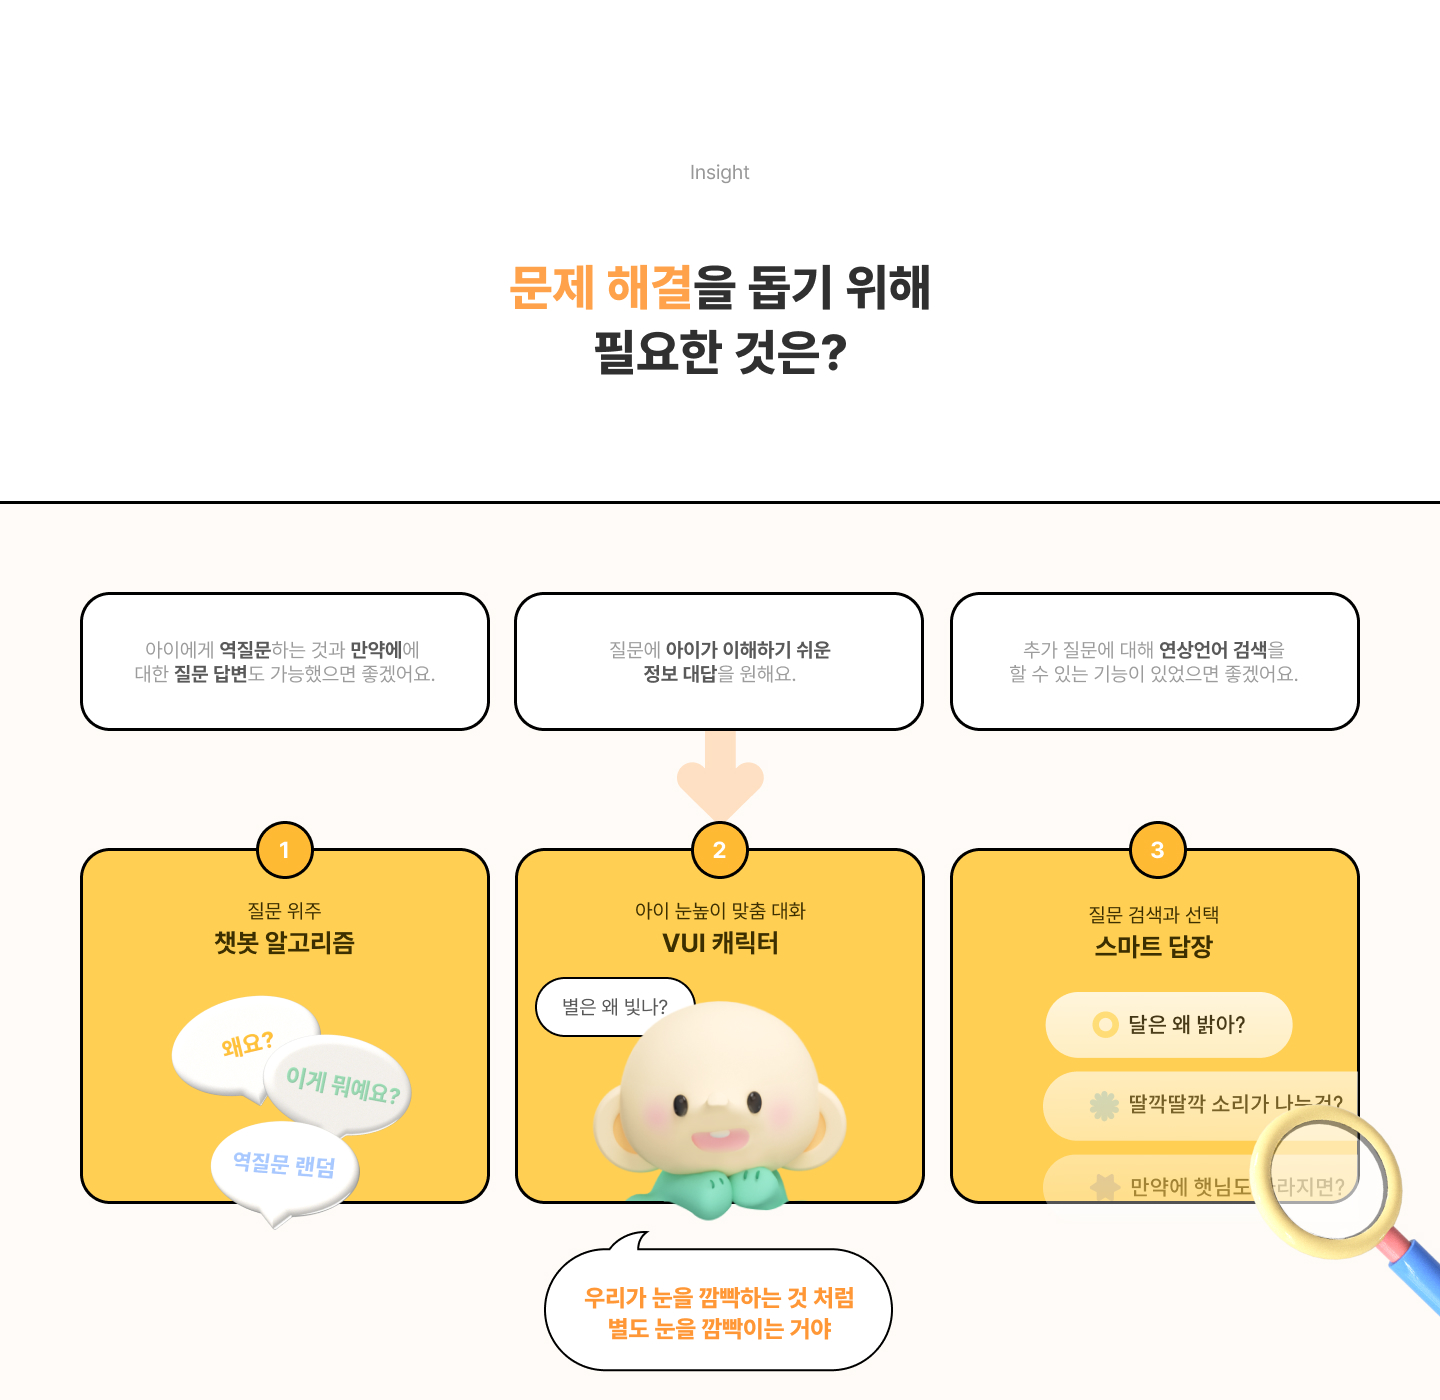 Insight
문제 해결을 돕기 위해
필요한 것은?
아이에게 역질문하는 것과 만약에에
대한 질문 답변도 가능했으면 좋겠어요.
질문에 아이가 이해하기 쉬운
정보 대답을 원해요.
추가 질문에 대해 연상언어 검색을
할 수 있는 기능이 있었으면 좋겠어요.
1
질문 위주
챗봇 알고리즘
왜요?
이게 뭐예요?
역질문 랜덤
2
아이 눈높이 맞춤 대화
VUI 캐릭터
별은 왜 빛나?
우리가 눈을 깜빡하는 것 처럼
별도 눈을 깜빡이는 거야
3
질문 검색과 선택
스마트 답장
달은 왜 밝아?
딸깍딸깍 소리가 나는걸?
만약에 햇님도 사라지면?